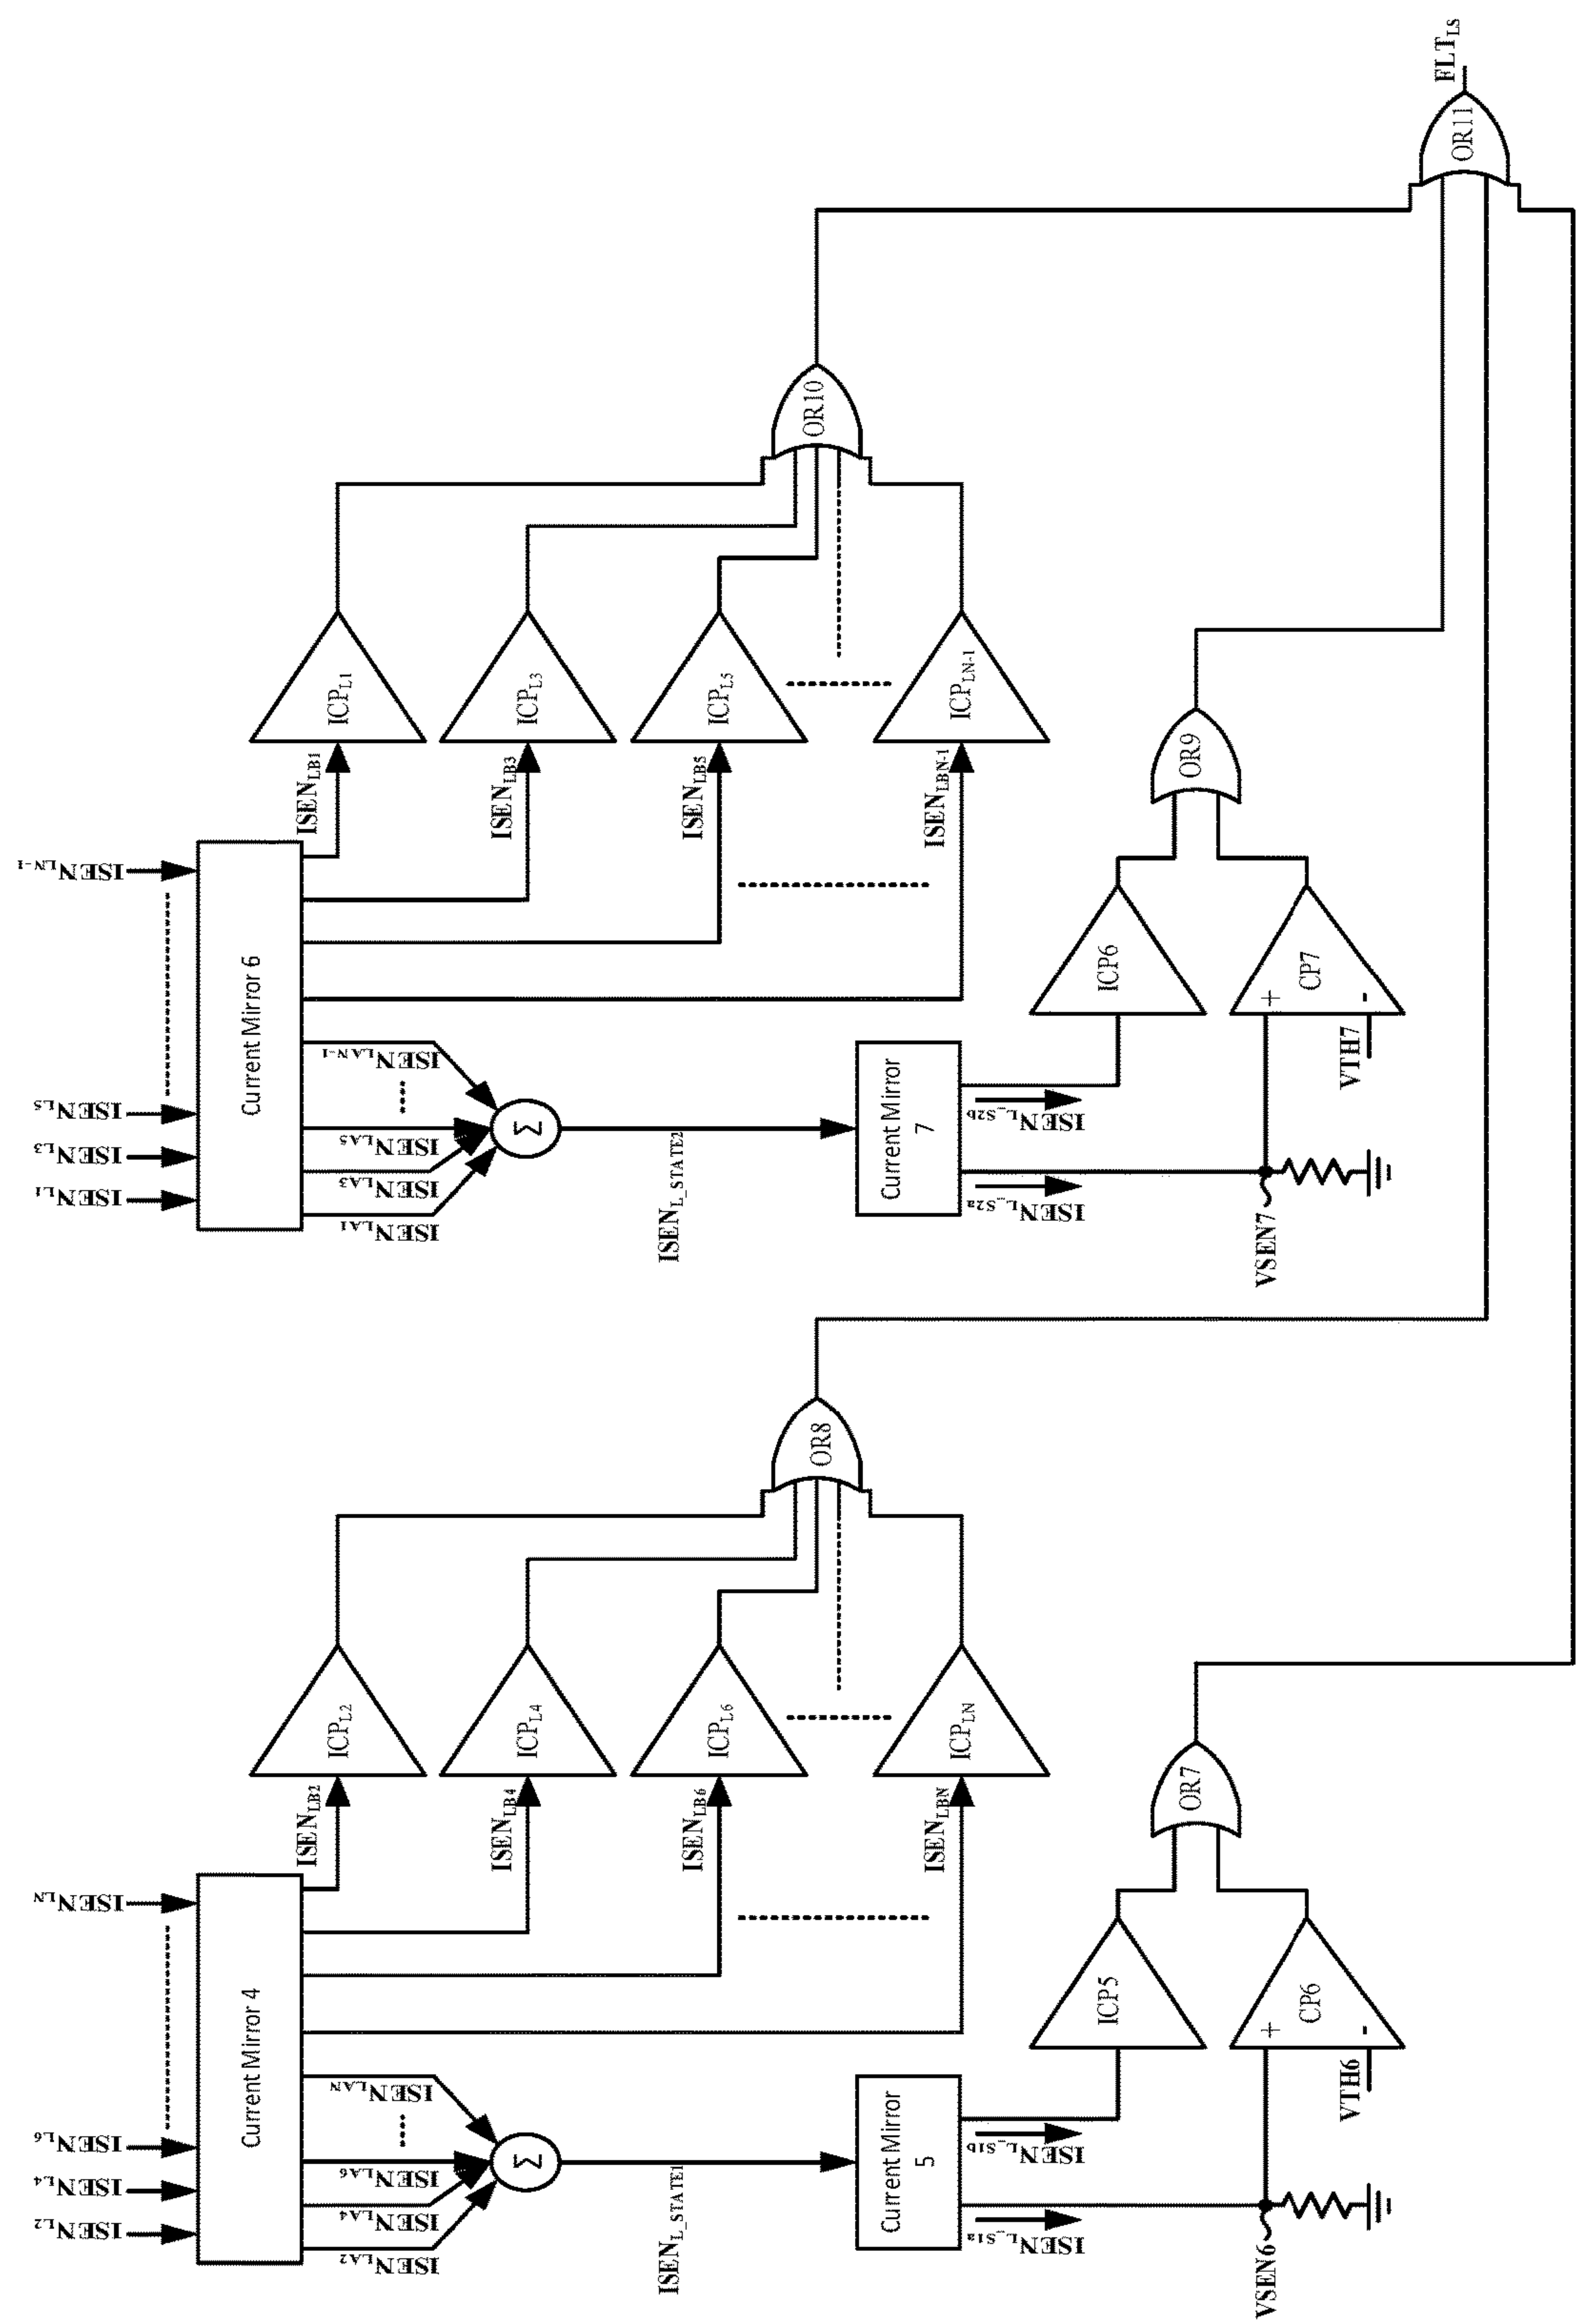 FLT_LS
OR11
OR10
ICP_L1
ICP_L3
ICP_L5
ICP_LN-1
ISEN_LB1
ISEN_LB3
ISEN_LB5
ISEN_LBN-1
ISEN_LN-1
ISEN_L5
ISEN_L3
ISEN_L1
Current Mirror 6
ISEN_LAN-1
ISEN_LA5
ISEN_LA3
ISEN_LA1
Σ
ISEN_L_STATE2
Current Mirror
7
ISEN_L_S2b
ISEN_L_S2a
OR9
ICP6
CP7
+
-
VTH7
VSEN7
OR8
ICP_L2
ICP_L4
ICP_L6
ICP_LN
ISEN_LB2
ISEN_LB4
ISEN_LB6
ISEN_LBN
ISEN_LN
ISEN_L6
ISEN_L4
ISEN_L2
Current Mirror 4
ISEN_LAN
ISEN_LA6
ISEN_LA4
ISEN_LA2
Σ
ISEN_L_STATE1
Current Mirror
5
ISEN_L_S1b
ISEN_L_S1a
OR7
ICP5
CP6
+
-
VTH6
VSEN6